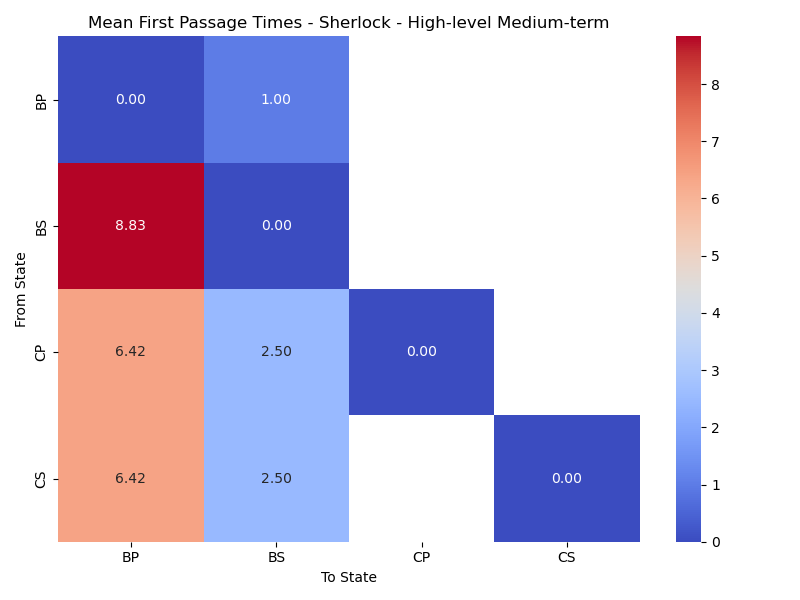 Mean First Passage Times - Sherlock - High-level Medium-term
BP 0.00 1.00
BS 8.83 0.00
CP 6.42 2.50 0.00
CS 6.42 2.50 0.00
BP BS CP CS
From State
To State
8
7
6
5
4
3
2
1
0